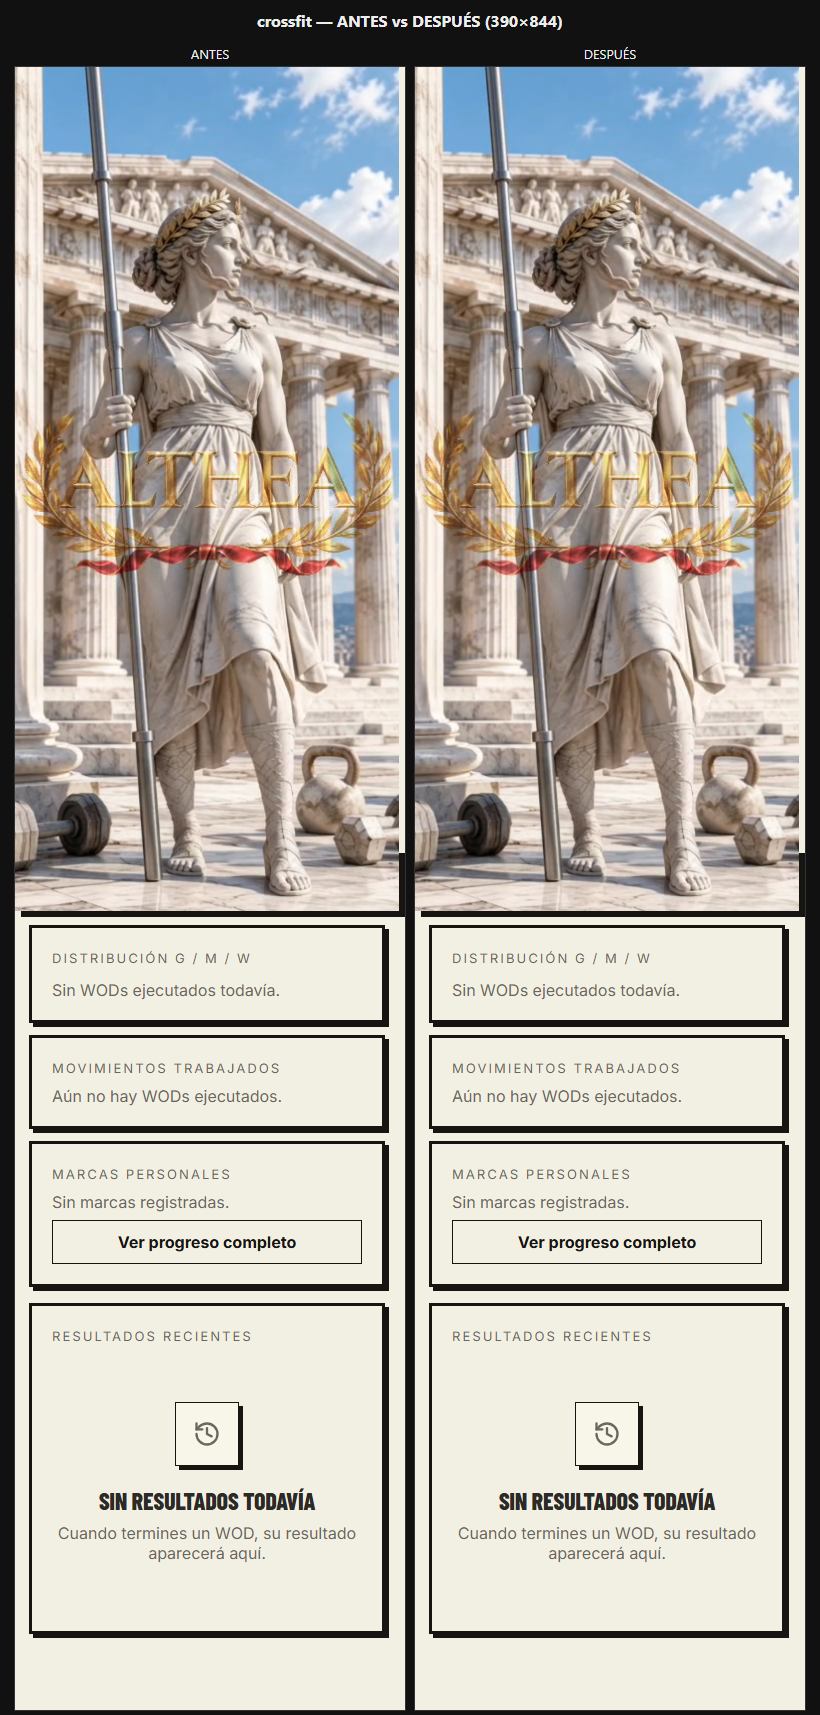 crossfit — ANTES vs DESPUÉS (390×844)
ANTES
ALTHEA
DISTRIBUCIÓN G / M / W
Sin WODs ejecutados todavía.
MOVIMIENTOS TRABAJADOS
Aún no hay WODs ejecutados.
MARCAS PERSONALES
Sin marcas registradas.
Ver progreso completo
RESULTADOS RECIENTES
SIN RESULTADOS TODAVÍA
Cuando termines un WOD, su resultado
aparecerá aquí.
DESPUÉS
ALTHEA
DISTRIBUCIÓN G / M / W
Sin WODs ejecutados todavía.
MOVIMIENTOS TRABAJADOS
Aún no hay WODs ejecutados.
MARCAS PERSONALES
Sin marcas registradas.
Ver progreso completo
RESULTADOS RECIENTES
SIN RESULTADOS TODAVÍA
Cuando termines un WOD, su resultado
aparecerá aquí.